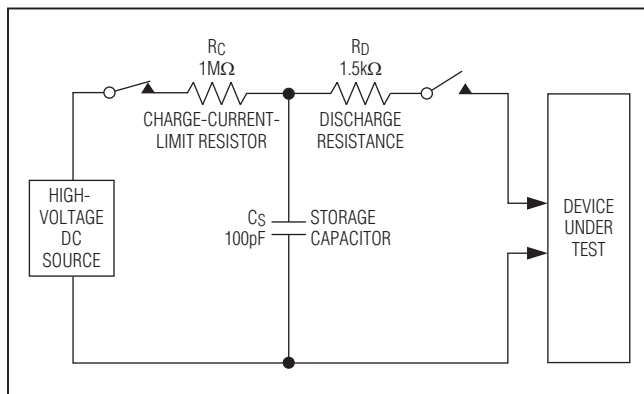 RC
1MΩ
CHARGE-CURRENT-
LIMIT RESISTOR
RD
1.5kΩ
DISCHARGE
RESISTANCE
HIGH-
VOLTAGE
DC
SOURCE
CS
100pF
STORAGE
CAPACITOR
DEVICE
UNDER
TEST